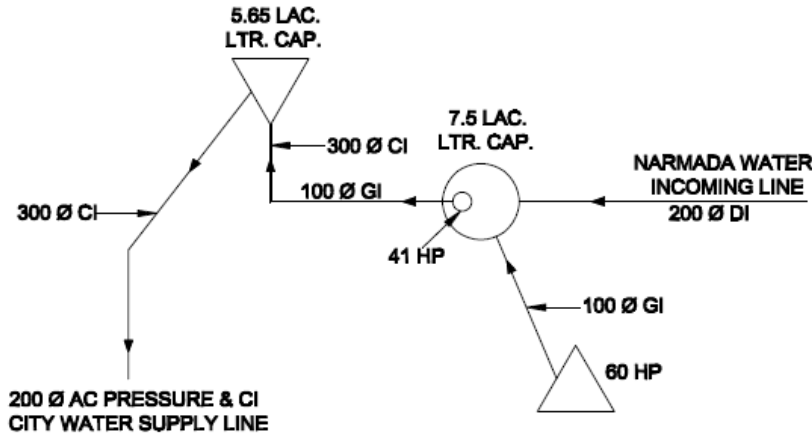 5.65 LAC.
LTR. CAP.
7.5 LAC.
LTR. CAP.
300 Ø CI
NARMADA WATER
INCOMING LINE
100 Ø GI
300 Ø CI
200 Ø DI
41 HP
100 Ø GI
60 HP
200 Ø AC PRESSURE & CI
CITY WATER SUPPLY LINE